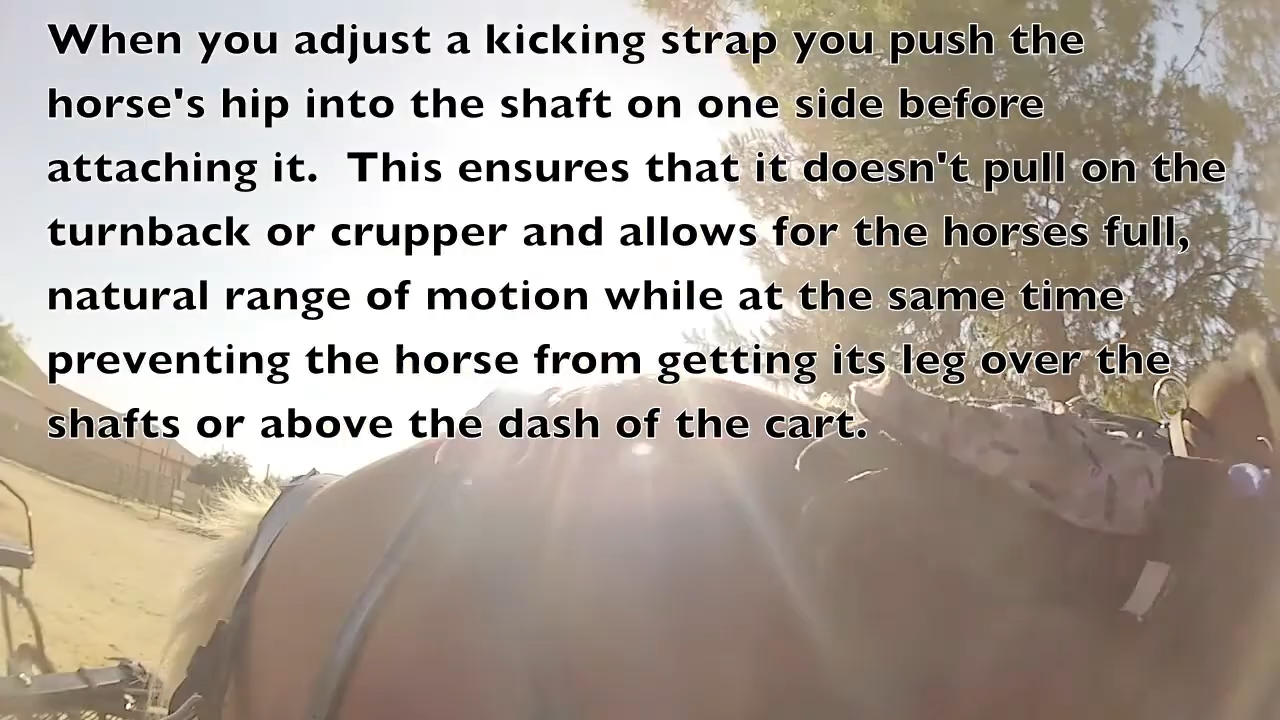 When you adjust a kicking strap you push the
horse's hip into the shaft on one side before
attaching it.  This ensures that it doesn't pull on the
turnback or crupper and allows for the horses full,
natural range of motion while at the same time
preventing the horse from getting its leg over the
shafts or above the dash of the cart.